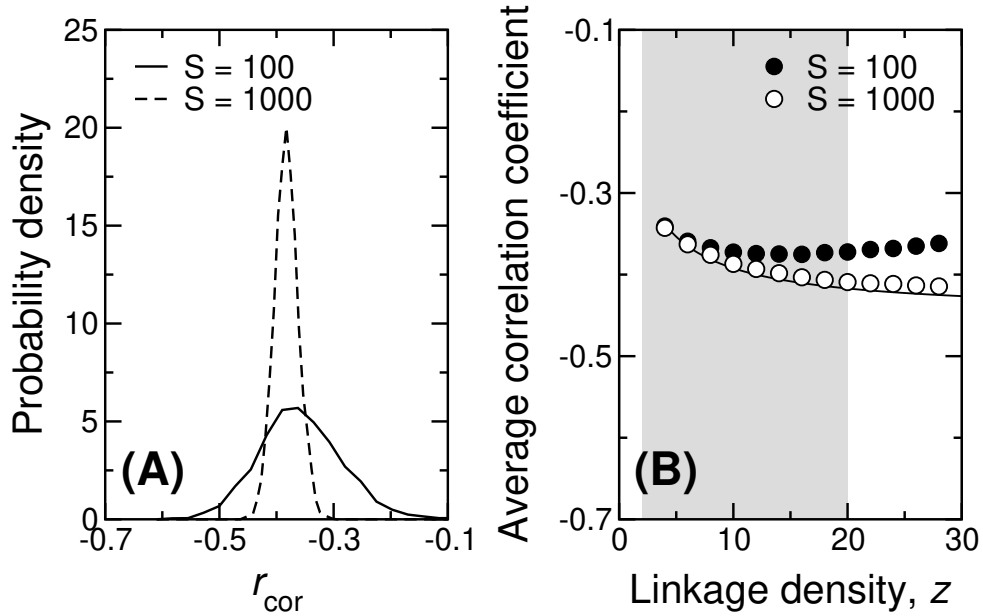 Probability density
25
20
15
10
5
0
S = 100
S = 1000
(A)
-0.7
-0.5
-0.3
-0.1
r_cor
Average correlation coefficient
-0.1
-0.3
-0.5
-0.7
S = 100
S = 1000
(B)
0
10
20
30
Linkage density, z